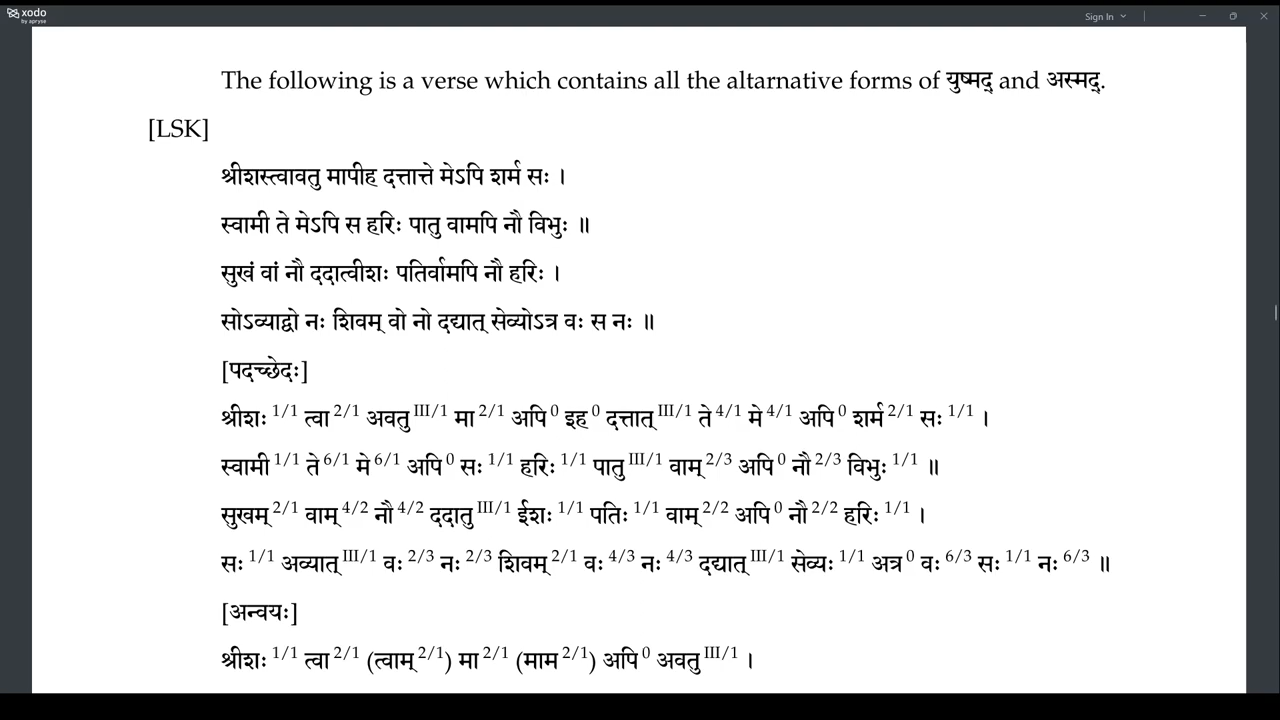 xodo
by apryse
Sign In
The following is a verse which contains all the altarnative forms of युष्मद् and अस्मद्.
[LSK]
श्रीशस्त्वावतु मापीह दत्तात्ते मेऽपि शर्म सः ।
स्वामी ते मेऽपि स हरिः पातु वामपि नौ विभुः ॥
सुखं वां नौ ददात्वीशः पतिर्वामपि नौ हरिः ।
सोऽव्याद्वो नः शिवम् वो नो दद्यात् सेव्योऽत्र वः स नः ॥
[पदच्छेदः]
श्रीशः 1/1 त्वा 2/1 अवतु III/1 मा 2/1 अपि 0 इह 0 दत्तात् III/1 ते 4/1 मे 4/1 अपि 0 शर्म 2/1 सः 1/1 ।
स्वामी 1/1 ते 6/1 मे 6/1 अपि 0 सः 1/1 हरिः 1/1 पातु III/1 वाम् 2/3 अपि 0 नौ 2/3 विभुः 1/1 ॥
सुखम् 2/1 वाम् 4/2 नौ 4/2 ददातु III/1 ईशः 1/1 पतिः 1/1 वाम् 2/2 अपि 0 नौ 2/2 हरिः 1/1 ।
सः 1/1 अव्यात् III/1 वः 2/3 नः 2/3 शिवम् 2/1 वः 4/3 नः 4/3 दद्यात् III/1 सेव्यः 1/1 अत्र 0 वः 6/3 सः 1/1 नः 6/3 ॥
[अन्वयः]
श्रीशः 1/1 त्वा 2/1 (त्वाम् 2/1) मा 2/1 (माम 2/1) अपि 0 अवतु III/1 ।